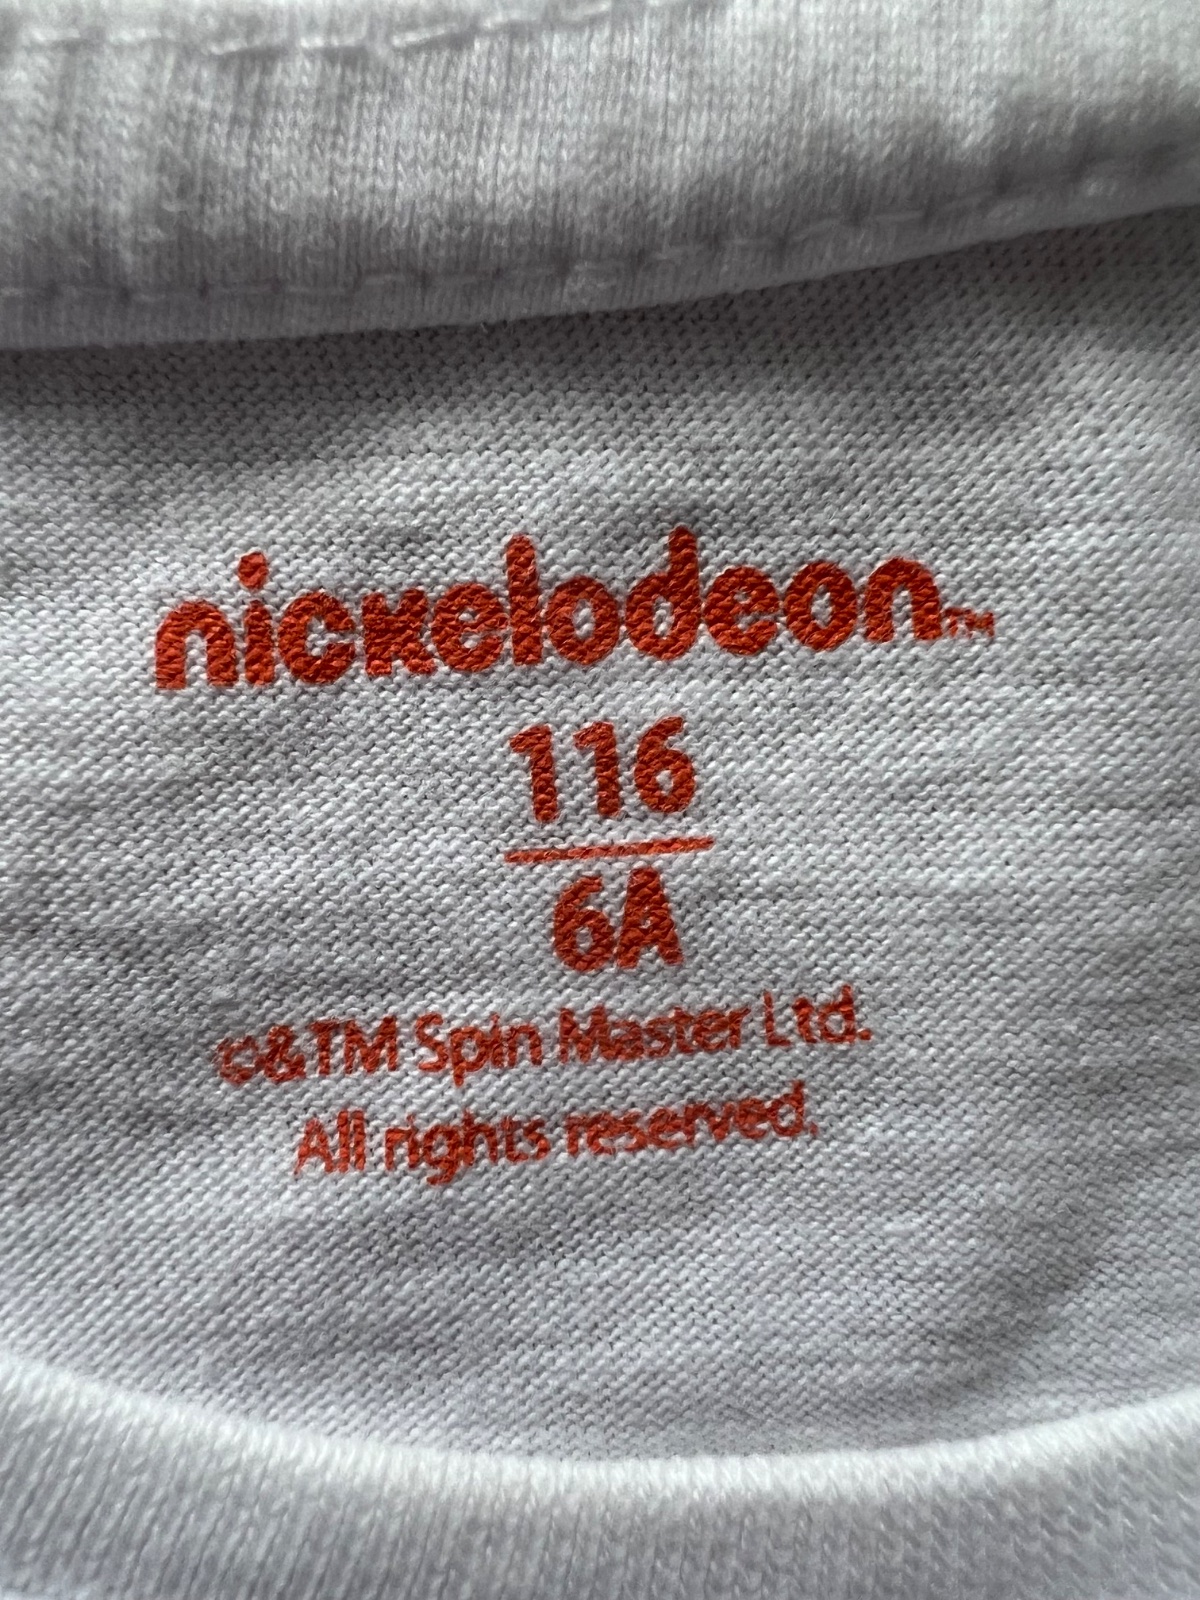 nickelodeon™
116
6A
©&TM Spin Master Ltd.
All rights reserved.